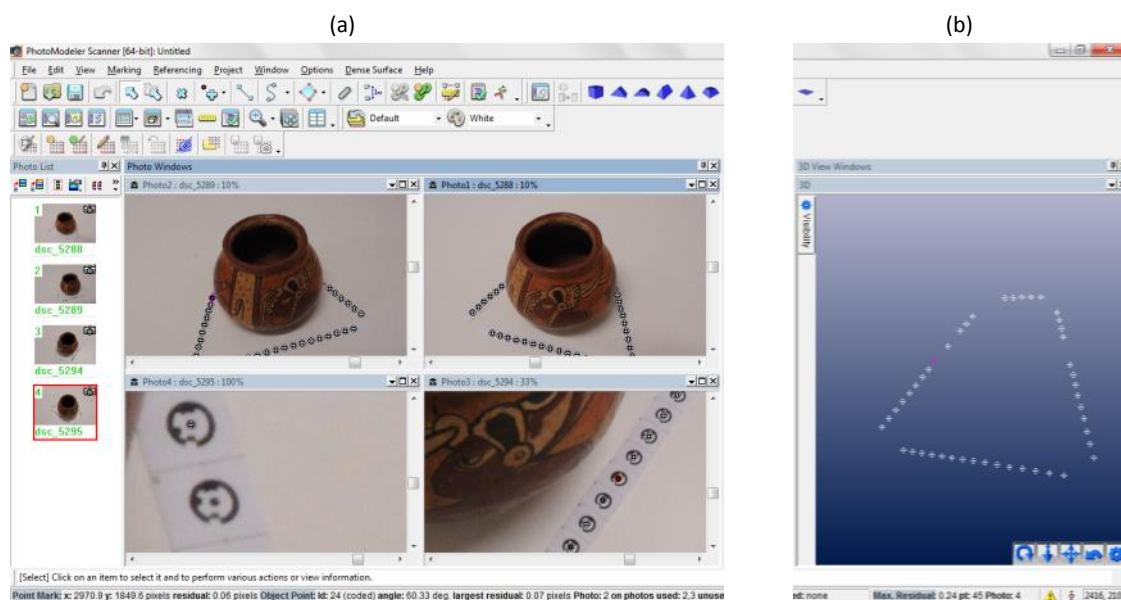 (a)
(b)
PhotoModeler Scanner [64-bit]: Untitled
File Edit View Marking Referencing Project Window Options Dense Surface Help
Default
White
Photo List
Photo Windows
3D View Windows
Photo2 : dsc_5289 : 10%
Photo1 : dsc_5288 : 10%
3D
Visibility
1
dsc_5288
2
dsc_5289
3
dsc_5294
4
dsc_5295
Photo4 : dsc_5295 : 100%
Photo3 : dsc_5294 : 33%
[Select] Click on an item to select it and to perform various actions or view information.
Point Mark: x: 2970.9 y: 1849.6 pixels residual: 0.06 pixels Object Point: Id: 24 (coded) angle: 60.33 deg, largest residual: 0.07 pixels Photo: 2 on photos used: 2,3 unuse
ed: none Max. Residual: 0.24 pt: 45 Photo: 4